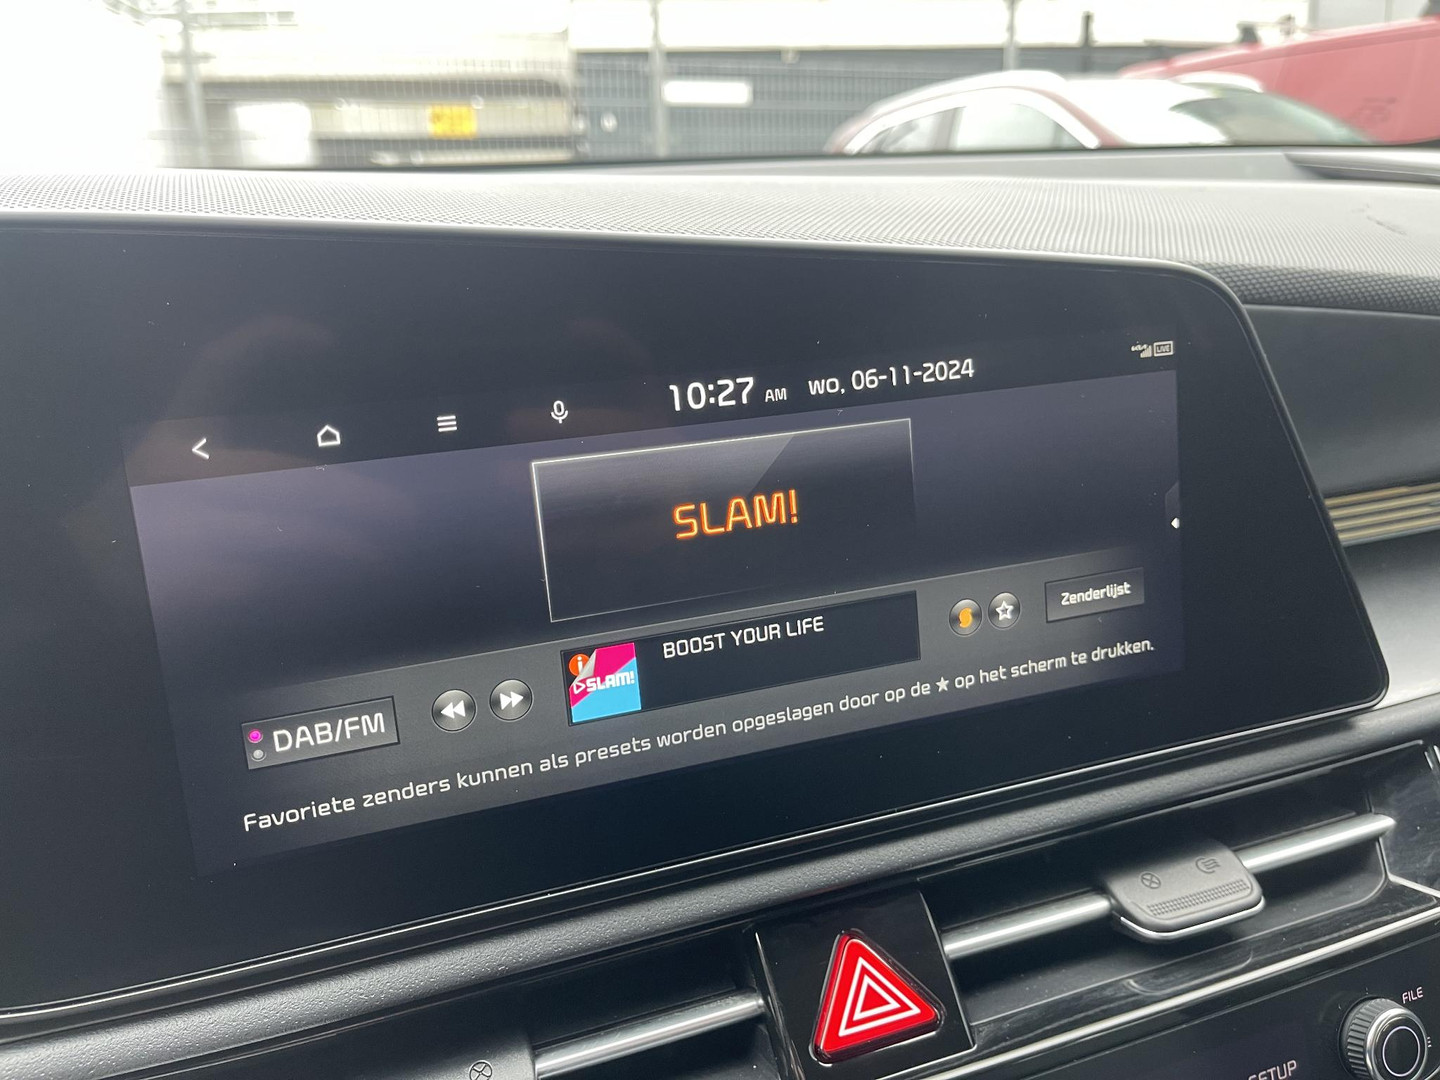 10:27 AM wo, 06-11-2024
LIVE
SLAM!
Zenderlijst
BOOST YOUR LIFE
SLAM!
DAB/FM
Favoriete zenders kunnen als presets worden opgeslagen door op de ★ op het scherm te drukken.
FILE
SETUP